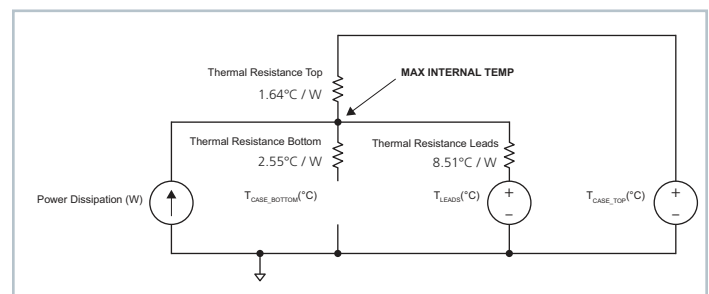 Thermal Resistance Top
1.64°C / W
MAX INTERNAL TEMP
Thermal Resistance Bottom
2.55°C / W
Thermal Resistance Leads
8.51°C / W
Power Dissipation (W)
TCASE_BOTTOM(°C)
TLEADS(°C)
+
–
TCASE_TOP(°C)
+
–